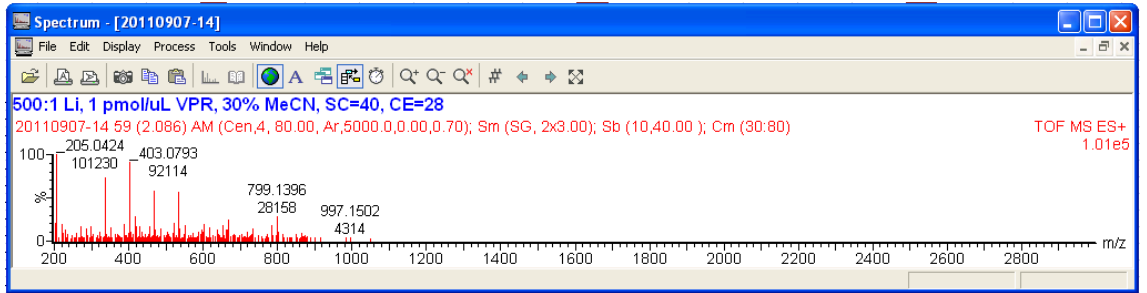 Spectrum - [20110907-14]
File Edit Display Process Tools Window Help
500:1 Li, 1 pmol/uL VPR, 30% MeCN, SC=40, CE=28
20110907-14 59 (2.086) AM (Cen,4, 80.00, Ar,5000.0,0.00,0.70); Sm (SG, 2x3.00); Sb (10,40.00 ); Cm (30:80)
TOF MS ES+
1.01e5
205.0424
101230
403.0793
92114
799.1396
28158
997.1502
4314
100
%
0
200 400 600 800 1000 1200 1400 1600 1800 2000 2200 2400 2600 2800 m/z